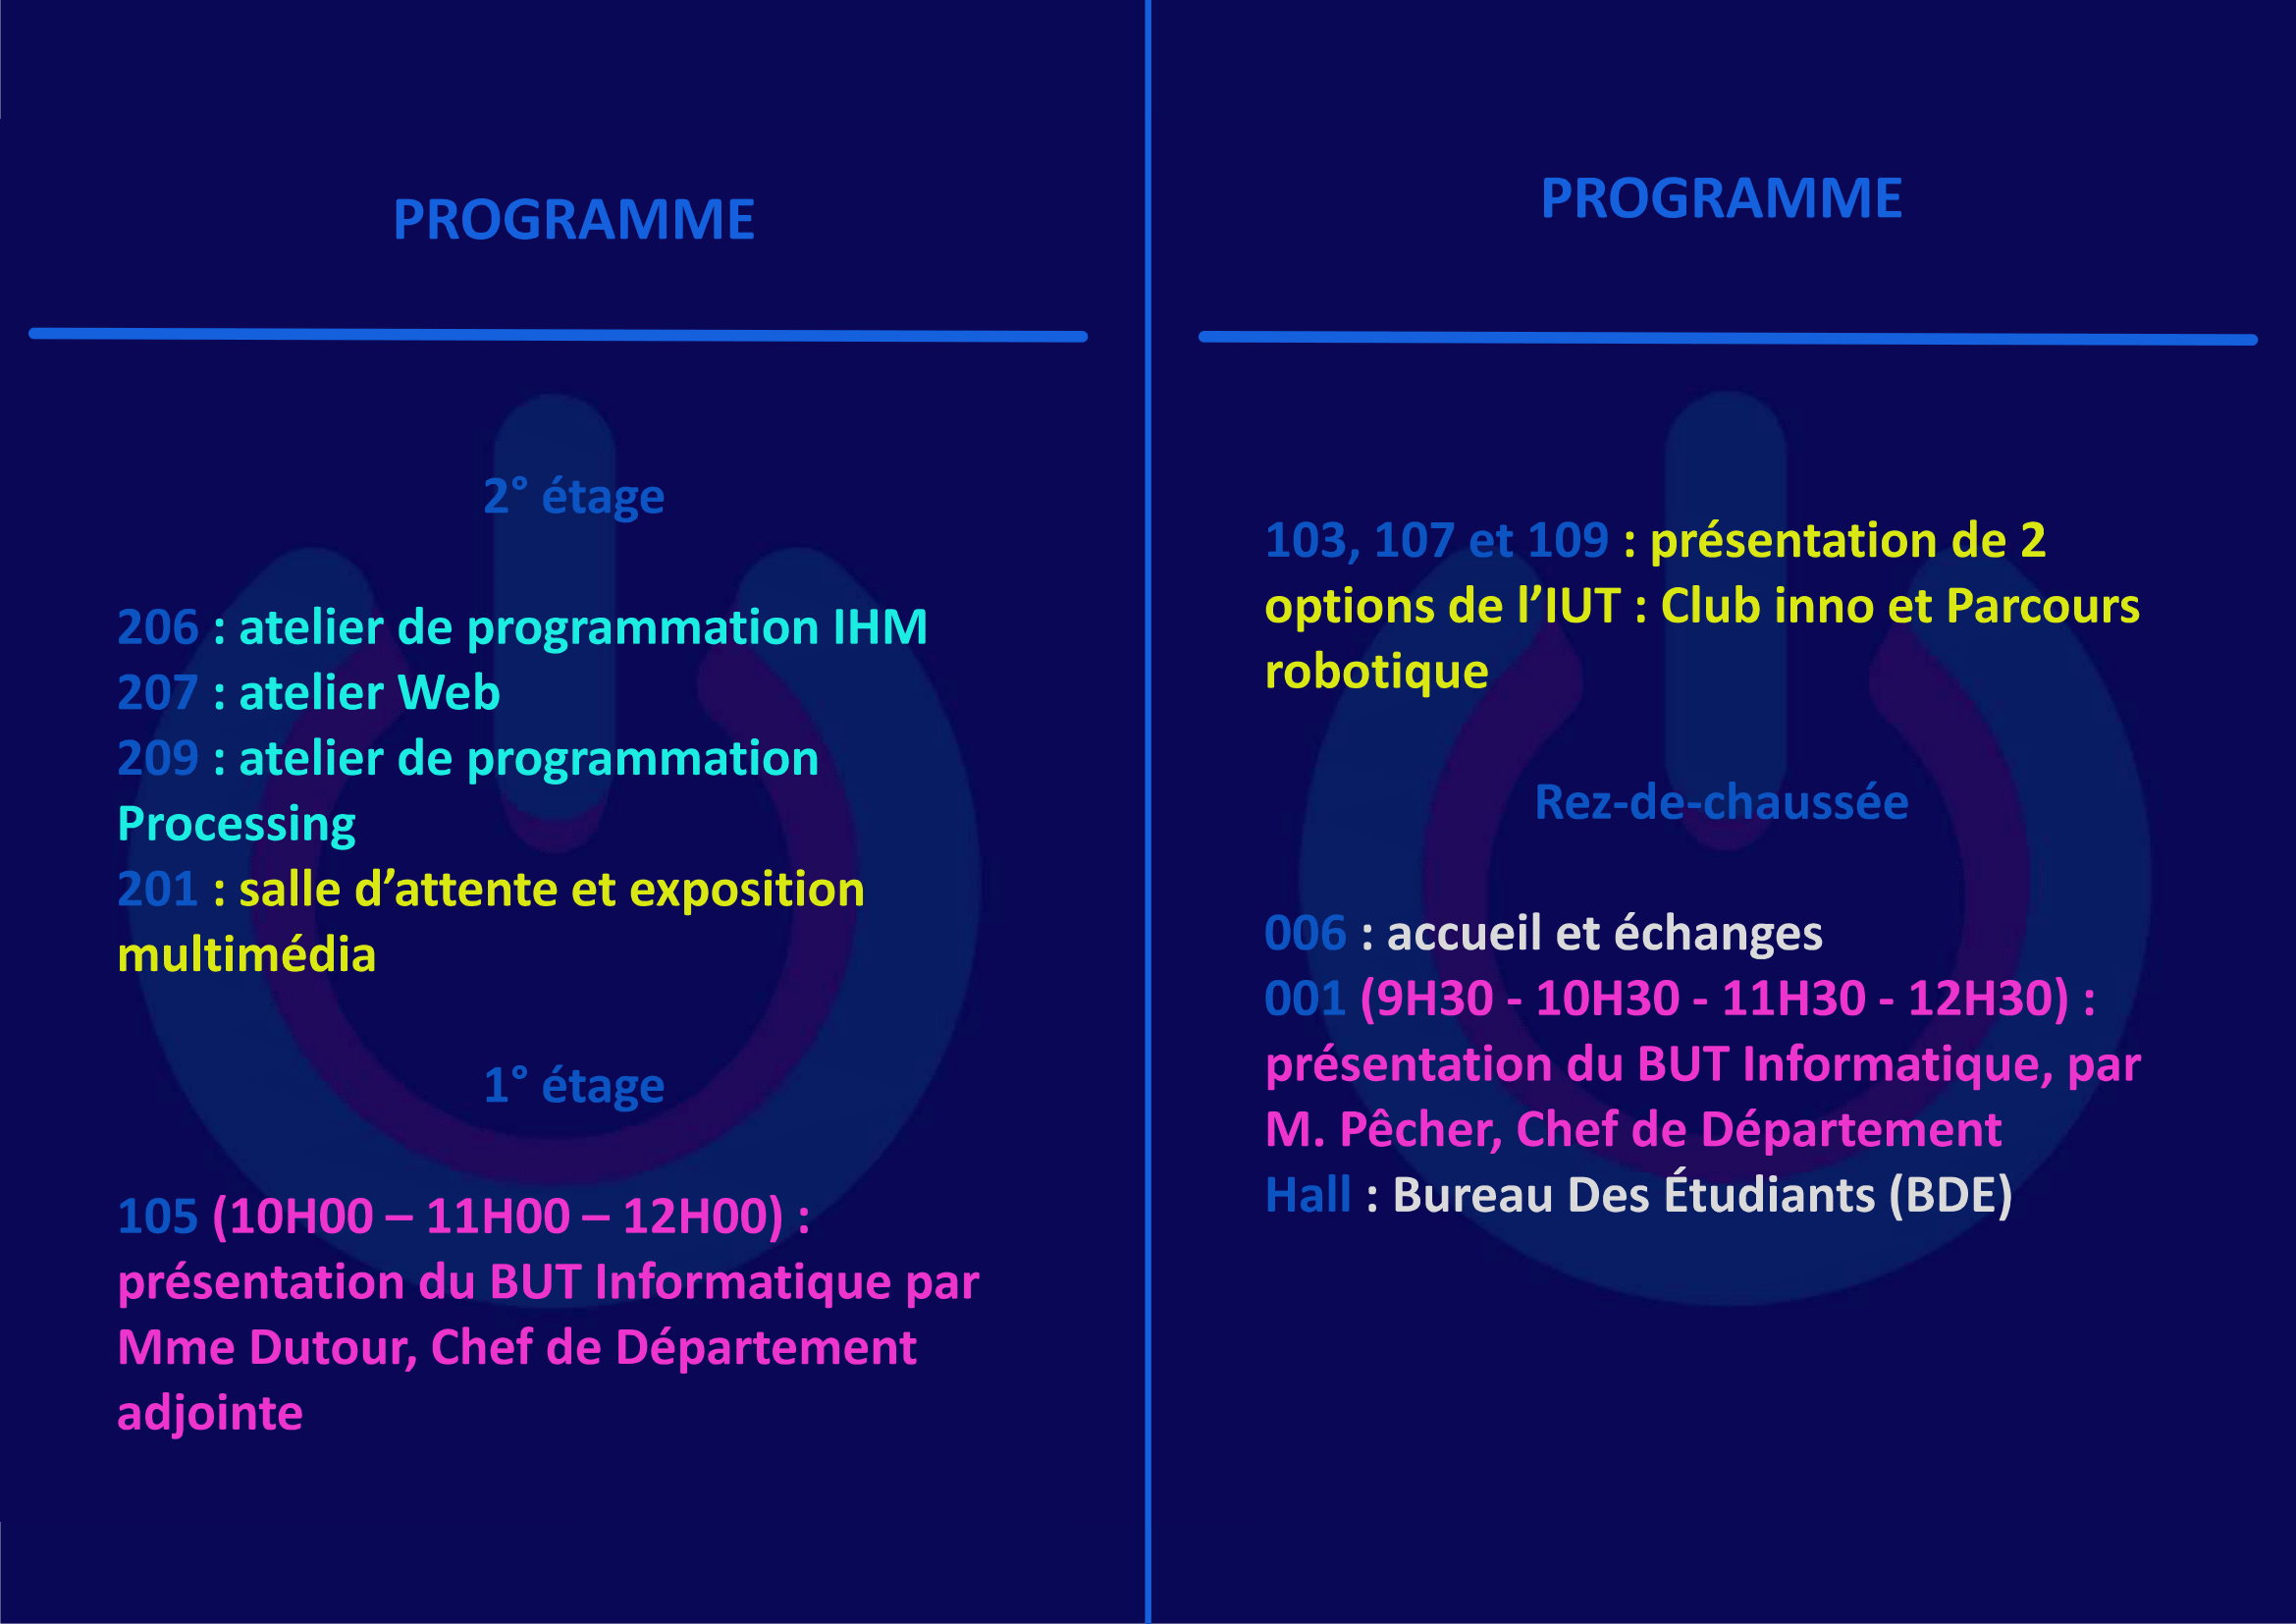 PROGRAMME
2° étage
206 : atelier de programmation IHM
207 : atelier Web
209 : atelier de programmation
Processing
201 : salle d’attente et exposition
multimédia
1° étage
105 (10H00 – 11H00 – 12H00) :
présentation du BUT Informatique par
Mme Dutour, Chef de Département
adjointe
PROGRAMME
103, 107 et 109 : présentation de 2
options de l’IUT : Club inno et Parcours
robotique
Rez-de-chaussée
006 : accueil et échanges
001 (9H30 - 10H30 - 11H30 - 12H30) :
présentation du BUT Informatique, par
M. Pêcher, Chef de Département
Hall : Bureau Des Étudiants (BDE)